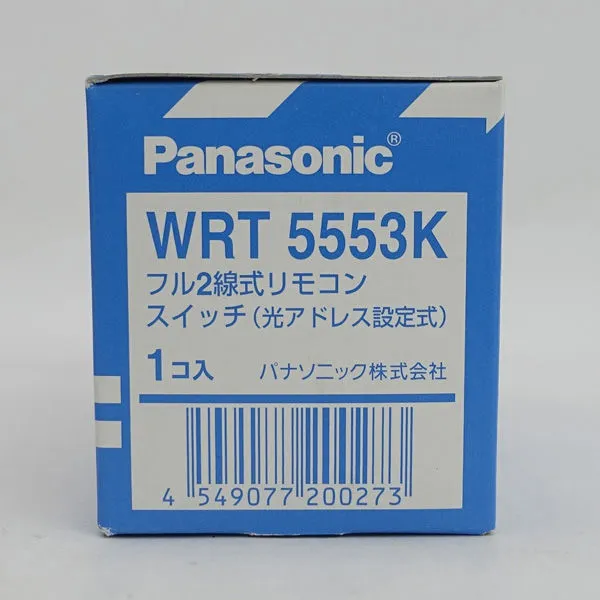 Panasonic®
WRT 5553K
フル2線式リモコン
スイッチ(光アドレス設定式)
1コ入 パナソニック株式会社
4 549077 200273